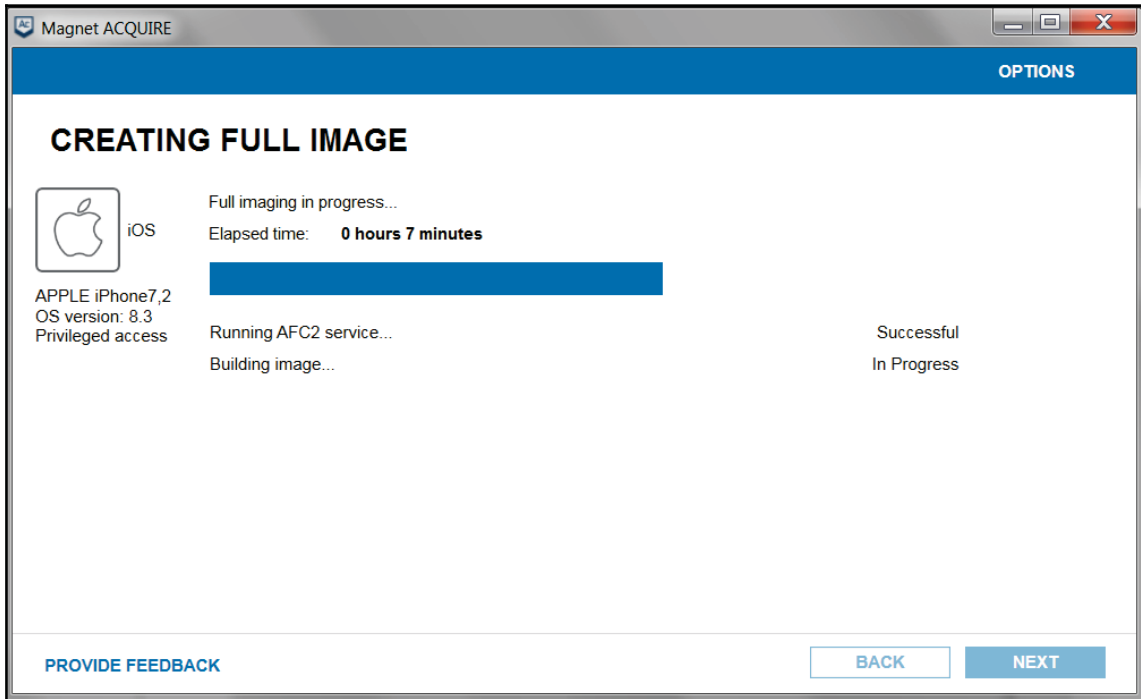 Magnet ACQUIRE
OPTIONS
CREATING FULL IMAGE
Full imaging in progress...
iOS
Elapsed time: 0 hours 7 minutes
APPLE iPhone7,2
OS version: 8.3
Privileged access
Running AFC2 service... Successful
Building image... In Progress
PROVIDE FEEDBACK
BACK
NEXT